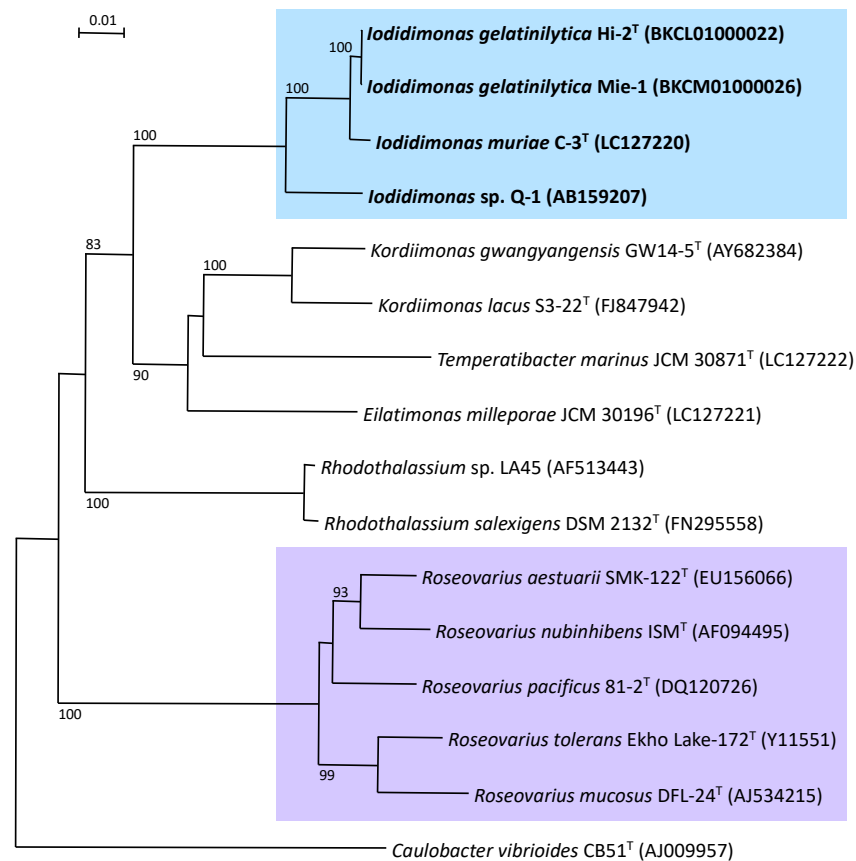 0.01
100
Iodidimonas gelatinilytica Hi-2ᵀ (BKCL01000022)
100
Iodidimonas gelatinilytica Mie-1 (BKCM01000026)
100
Iodidimonas muriae C-3ᵀ (LC127220)
Iodidimonas sp. Q-1 (AB159207)
83
Kordiimonas gwangyangensis GW14-5ᵀ (AY682384)
100
Kordiimonas lacus S3-22ᵀ (FJ847942)
Temperatibacter marinus JCM 30871ᵀ (LC127222)
90
Eilatimonas milleporae JCM 30196ᵀ (LC127221)
Rhodothalassium sp. LA45 (AF513443)
100
Rhodothalassium salexigens DSM 2132ᵀ (FN295558)
Roseovarius aestuarii SMK-122ᵀ (EU156066)
93
Roseovarius nubinhibens ISMᵀ (AF094495)
Roseovarius pacificus 81-2ᵀ (DQ120726)
100
Roseovarius tolerans Ekho Lake-172ᵀ (Y11551)
99
Roseovarius mucosus DFL-24ᵀ (AJ534215)
Caulobacter vibrioides CB51ᵀ (AJ009957)